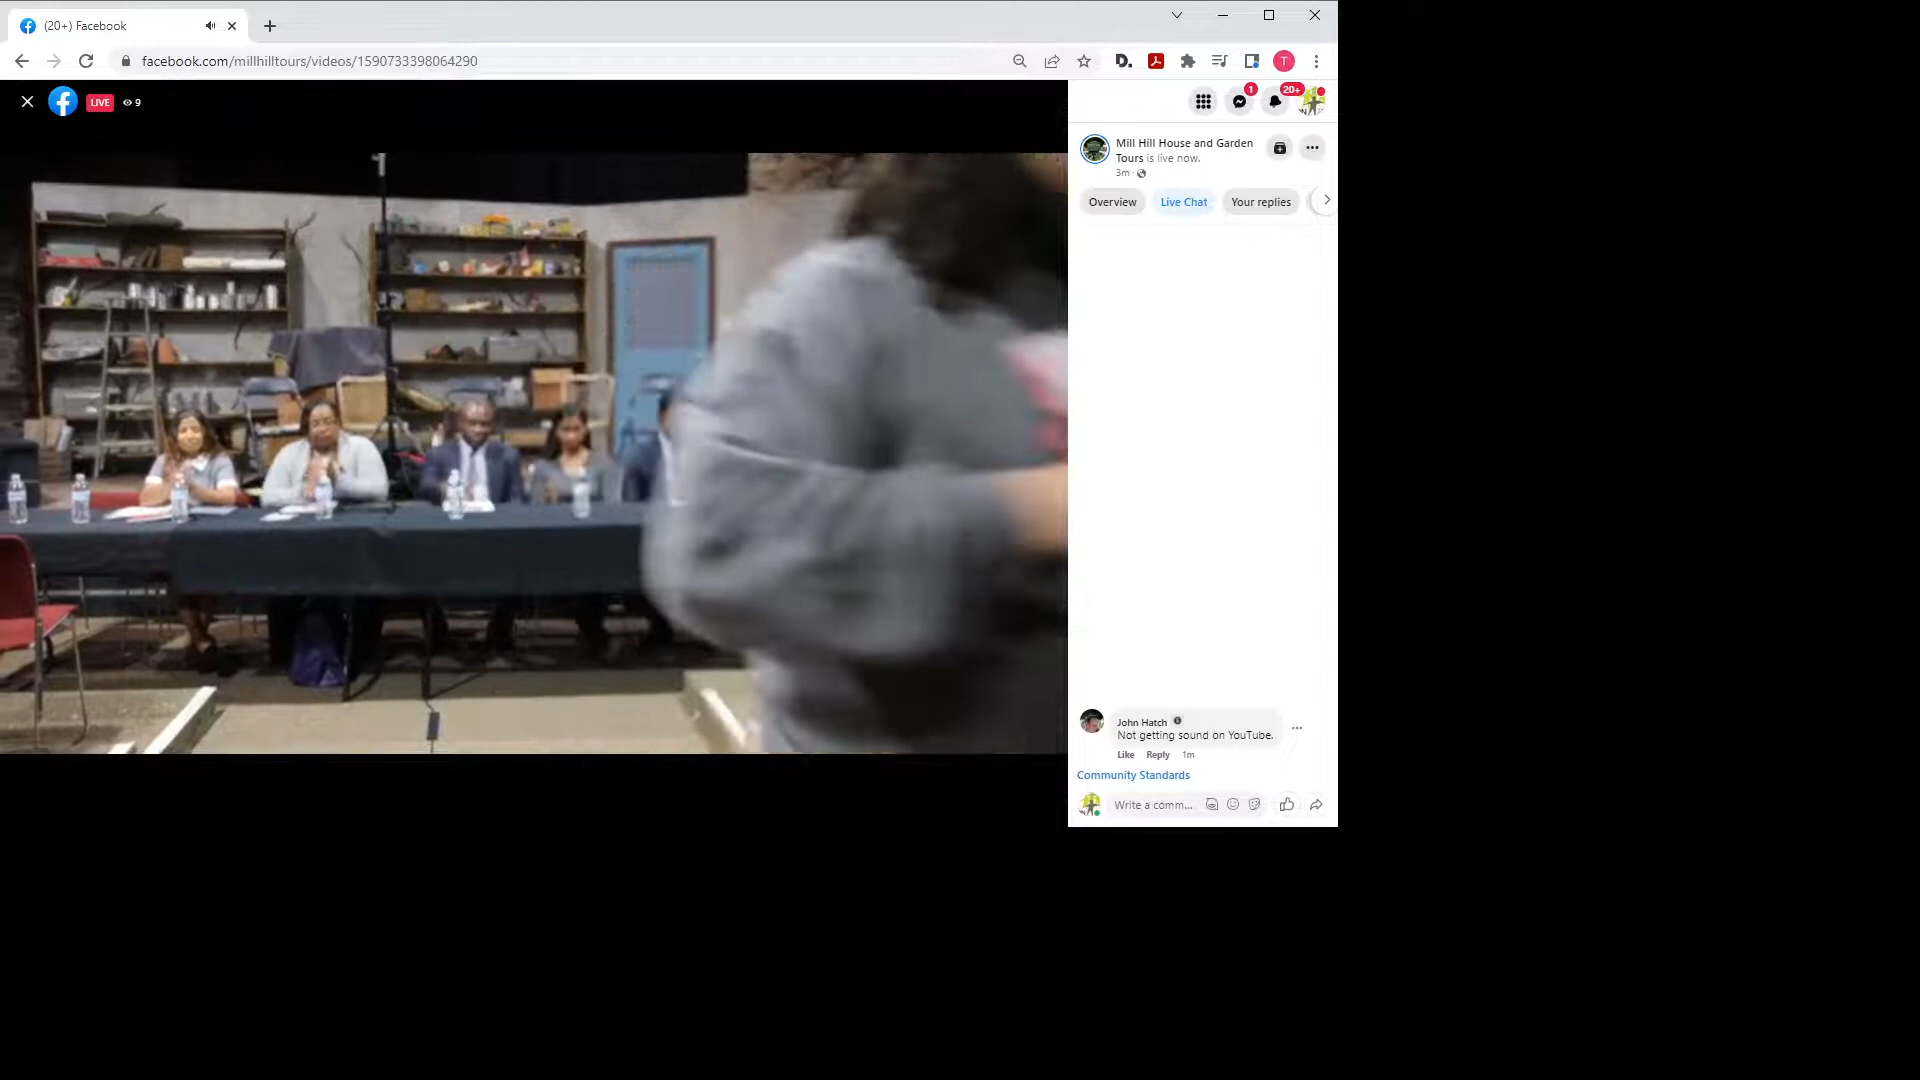 (20+) Facebook
facebook.com/millhilltours/videos/1590733398064290
D.
T
LIVE
9
1
20+
Mill Hill House and Garden
Tours is live now.
3m ·
Overview
Live Chat
Your replies
John Hatch
Not getting sound on YouTube.
Like Reply 1m
Community Standards
Write a comm...